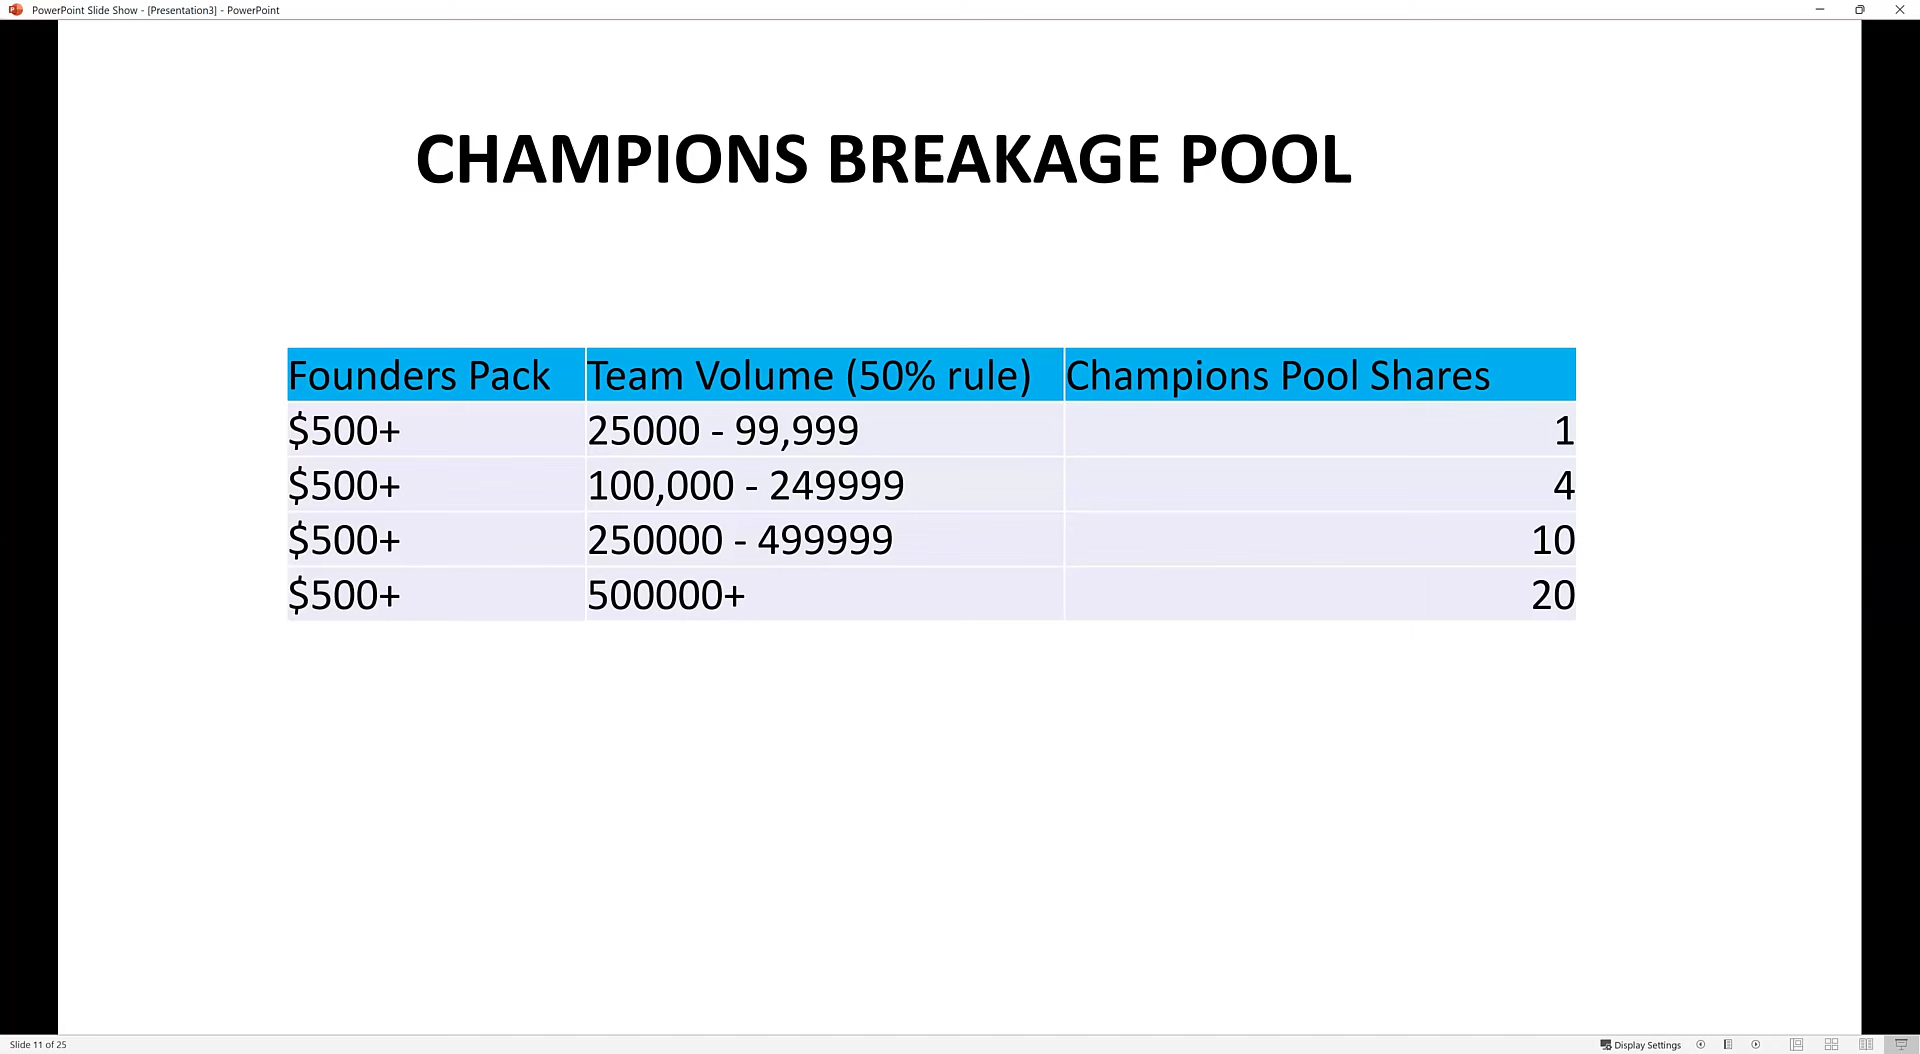 PowerPoint Slide Show - [Presentation3] - PowerPoint
CHAMPIONS BREAKAGE POOL
Founders Pack Team Volume (50% rule) Champions Pool Shares
$500+ 25000 - 99,999 1
$500+ 100,000 - 249999 4
$500+ 250000 - 499999 10
$500+ 500000+ 20
Slide 11 of 25 Display Settings